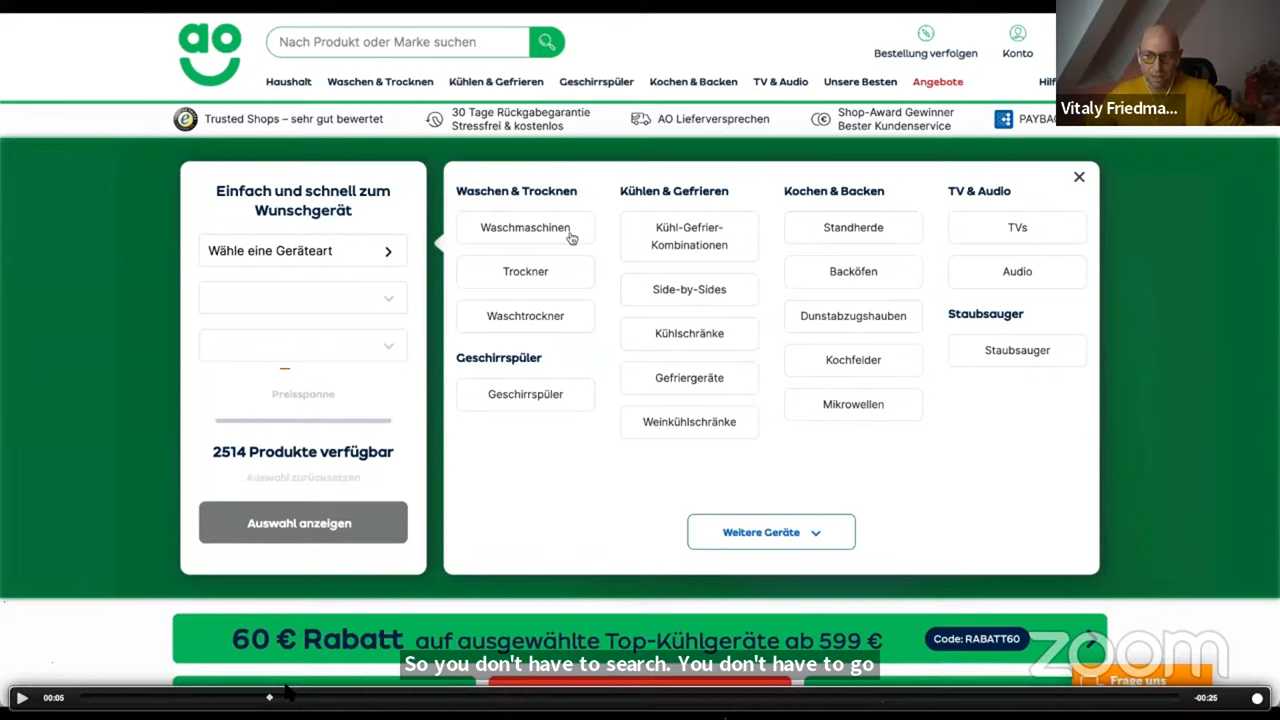 ao
Nach Produkt oder Marke suchen
Bestellung verfolgen
Konto
Haushalt
Waschen & Trocknen
Kühlen & Gefrieren
Geschirrspüler
Kochen & Backen
TV & Audio
Unsere Besten
Angebote
Hilf
Vitaly Friedma...
Trusted Shops – sehr gut bewertet
30 Tage Rückgabegarantie
Stressfrei & kostenlos
AO Lieferversprechen
Shop-Award Gewinner
Bester Kundenservice
PAYBAC
Einfach und schnell zum
Wunschgerät
Wähle eine Geräteart
Preisspanne
2514 Produkte verfügbar
Auswahl zurücksetzen
Auswahl anzeigen
Waschen & Trocknen
Waschmaschinen
Trockner
Waschtrockner
Geschirrspüler
Geschirrspüler
Kühlen & Gefrieren
Kühl-Gefrier-
Kombinationen
Side-by-Sides
Kühlschränke
Gefriergeräte
Weinkühlschränke
Kochen & Backen
Standherde
Backöfen
Dunstabzugshauben
Kochfelder
Mikrowellen
TV & Audio
TVs
Audio
Staubsauger
Staubsauger
Weitere Geräte
60 € Rabatt auf ausgewählte Top-Kühlgeräte ab 599 €
Code: RABATT60
zoom
So you don't have to search. You don't have to go
Frage uns
00:05
-00:25